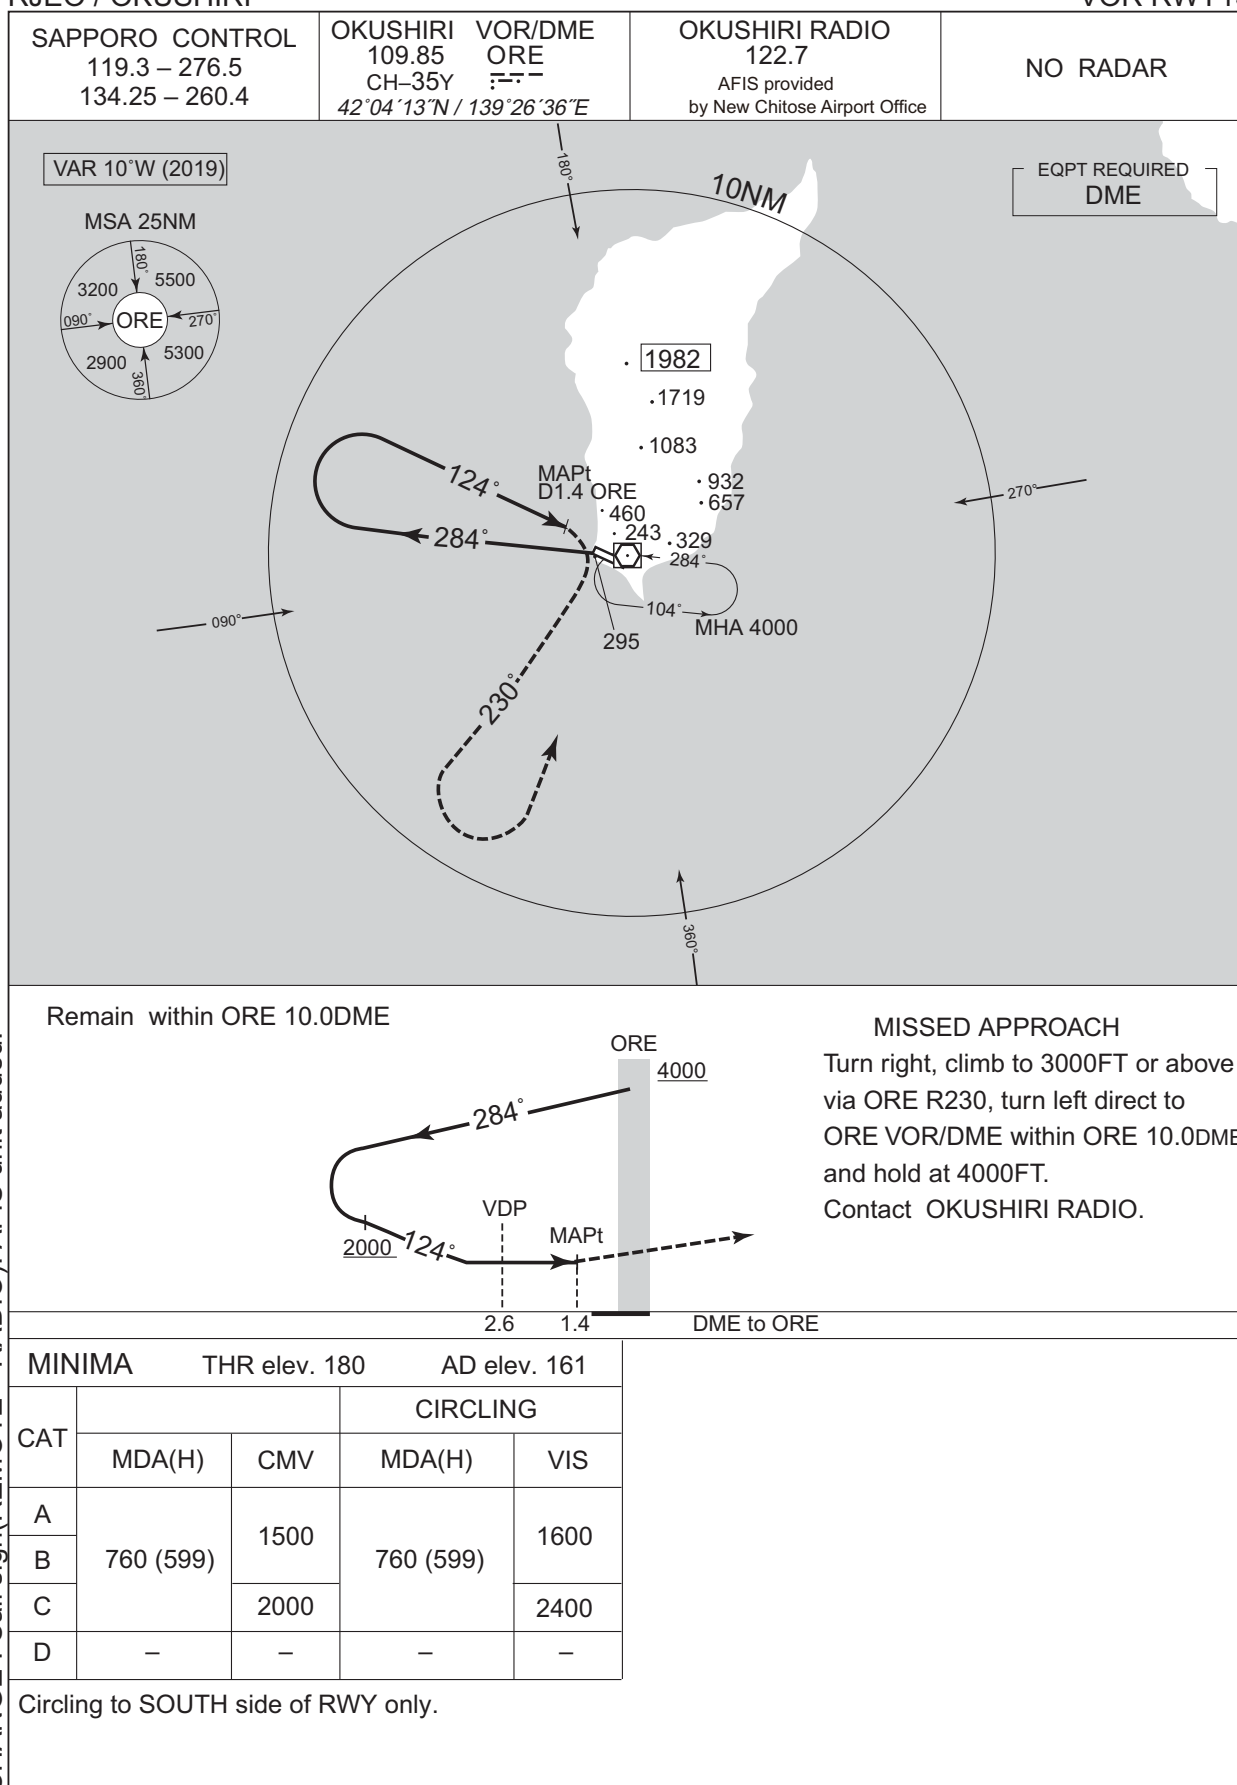 SAPPORO CONTROL
119.3 – 276.5
134.25 – 260.4
OKUSHIRI VOR/DME
109.85 ORE
CH–35Y
42°04´13˝N / 139°26´36˝E
OKUSHIRI RADIO
122.7
AFIS provided
by New Chitose Airport Office
NO RADAR
VAR 10°W (2019)
EQPT REQUIRED
DME
MSA 25NM
180°
3200
5500
090°
ORE
270°
2900
5300
360°
180°
10NM
1982
1719
1083
932
657
MAPt
D1.4 ORE
460
243
329
124°
284°
284°
104°
MHA 4000
295
270°
090°
230°
360°
Remain within ORE 10.0DME
ORE
4000
284°
VDP
MAPt
2000
124°
2.6
1.4
DME to ORE
MISSED APPROACH
Turn right, climb to 3000FT or above
via ORE R230, turn left direct to
ORE VOR/DME within ORE 10.0DME
and hold at 4000FT.
Contact OKUSHIRI RADIO.
MINIMA THR elev. 180 AD elev. 161
CAT
CIRCLING
MDA(H) CMV MDA(H) VIS
A
1500 1600
B 760 (599) 760 (599)
C 2000 2400
D – – – –
Circling to SOUTH side of RWY only.